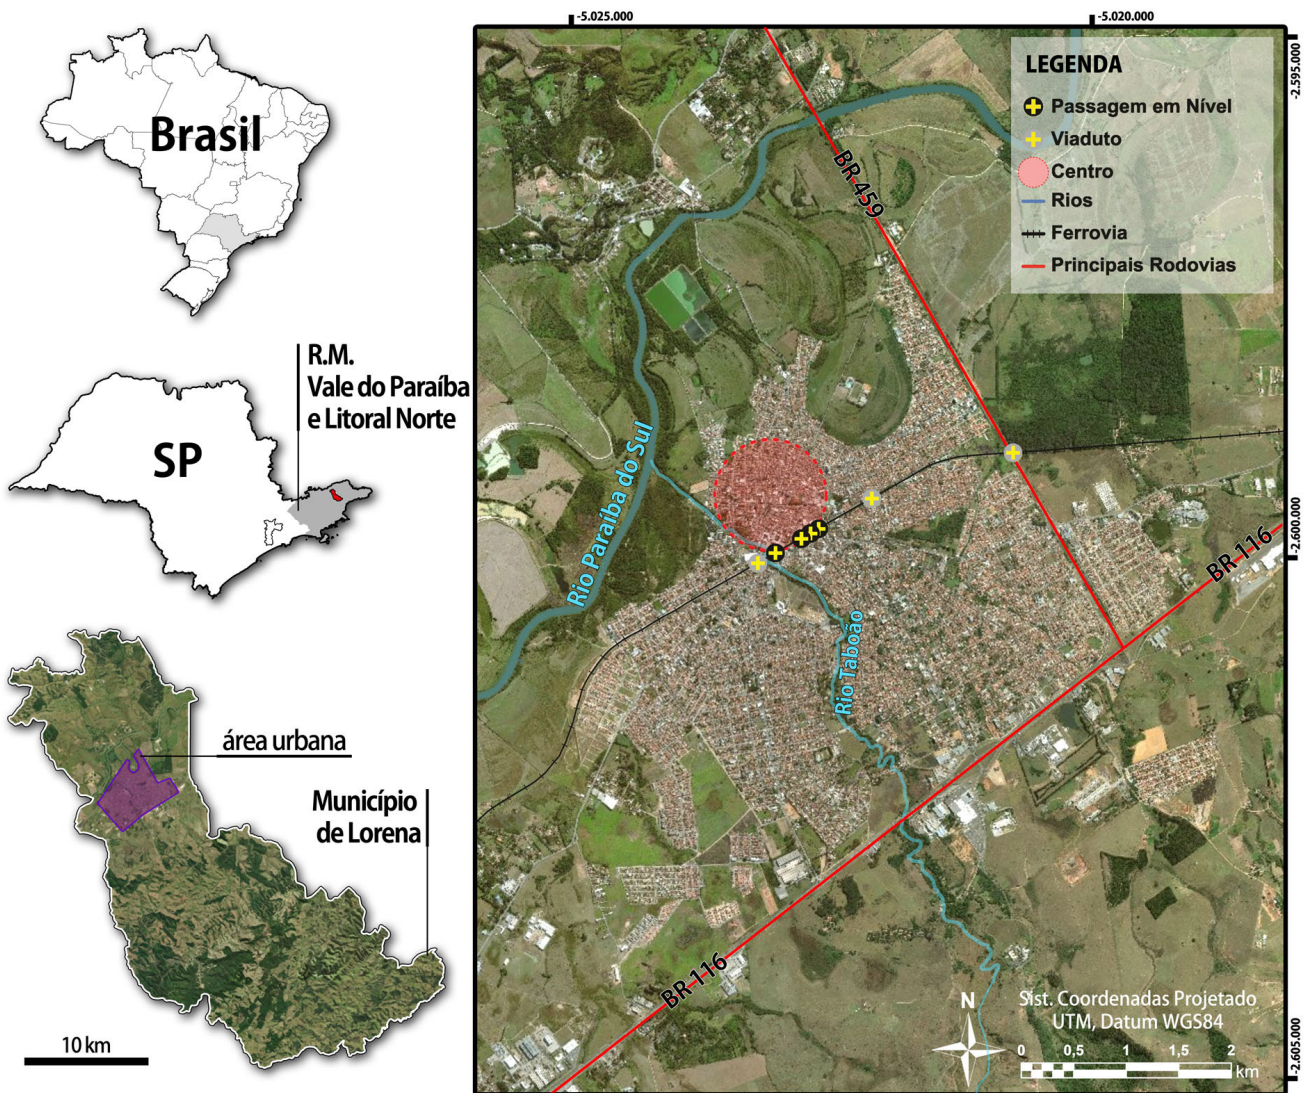 Brasil
R.M.
Vale do Paraíba
e Litoral Norte
SP
área urbana
Município
de Lorena
10 km
-5.025.000
-5.020.000
-2.595.000
-2.600.000
-2.605.000
LEGENDA
Passagem em Nível
Viaduto
Centro
Rios
Ferrovia
Principais Rodovias
BR 459
Rio Paraíba do Sul
BR 116
Rio Taboão
BR 116
N
Sist. Coordenadas Projetado
UTM, Datum WGS84
0 0,5 1 1,5 2
km